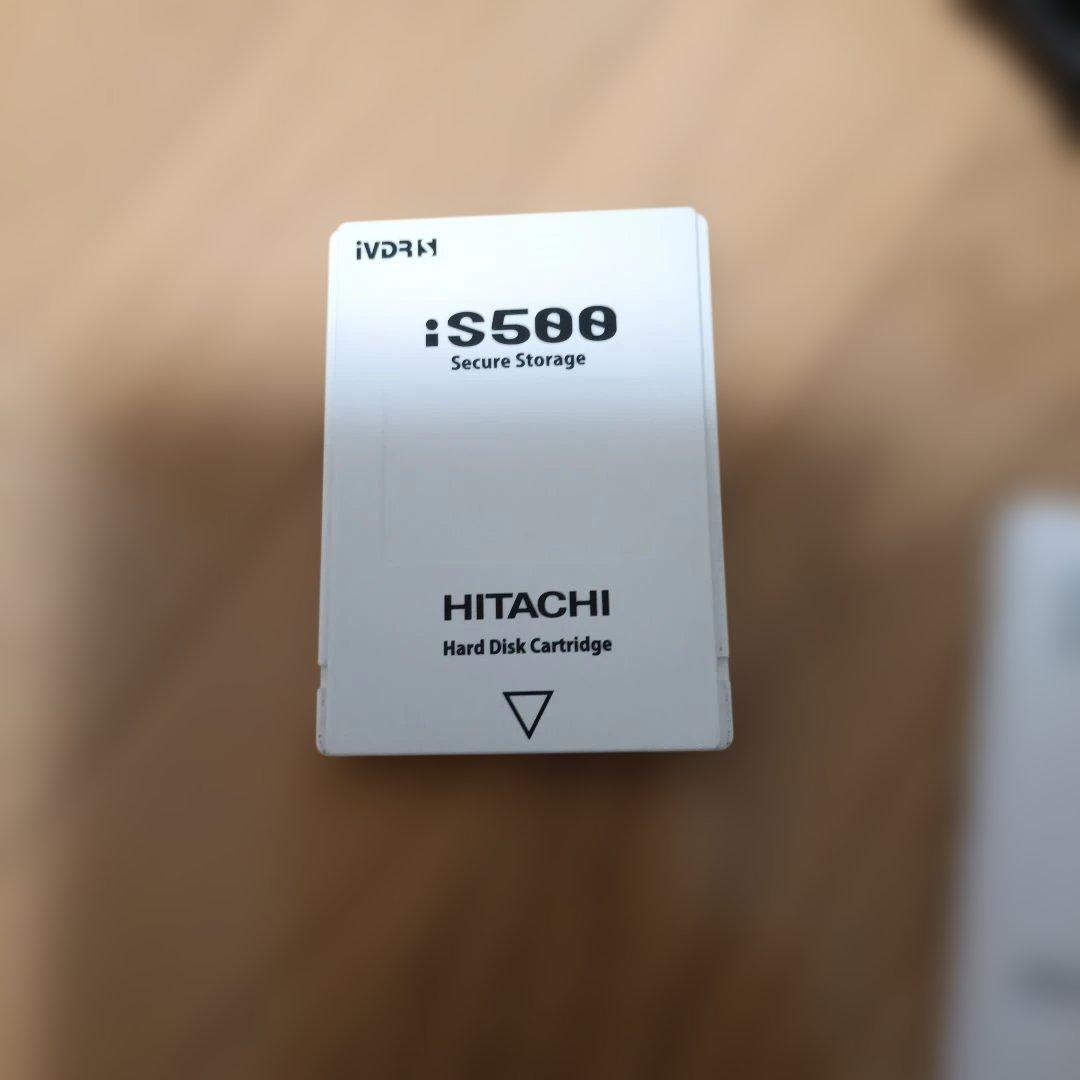 iVDR S
iS500
Secure Storage
HITACHI
Hard Disk Cartridge